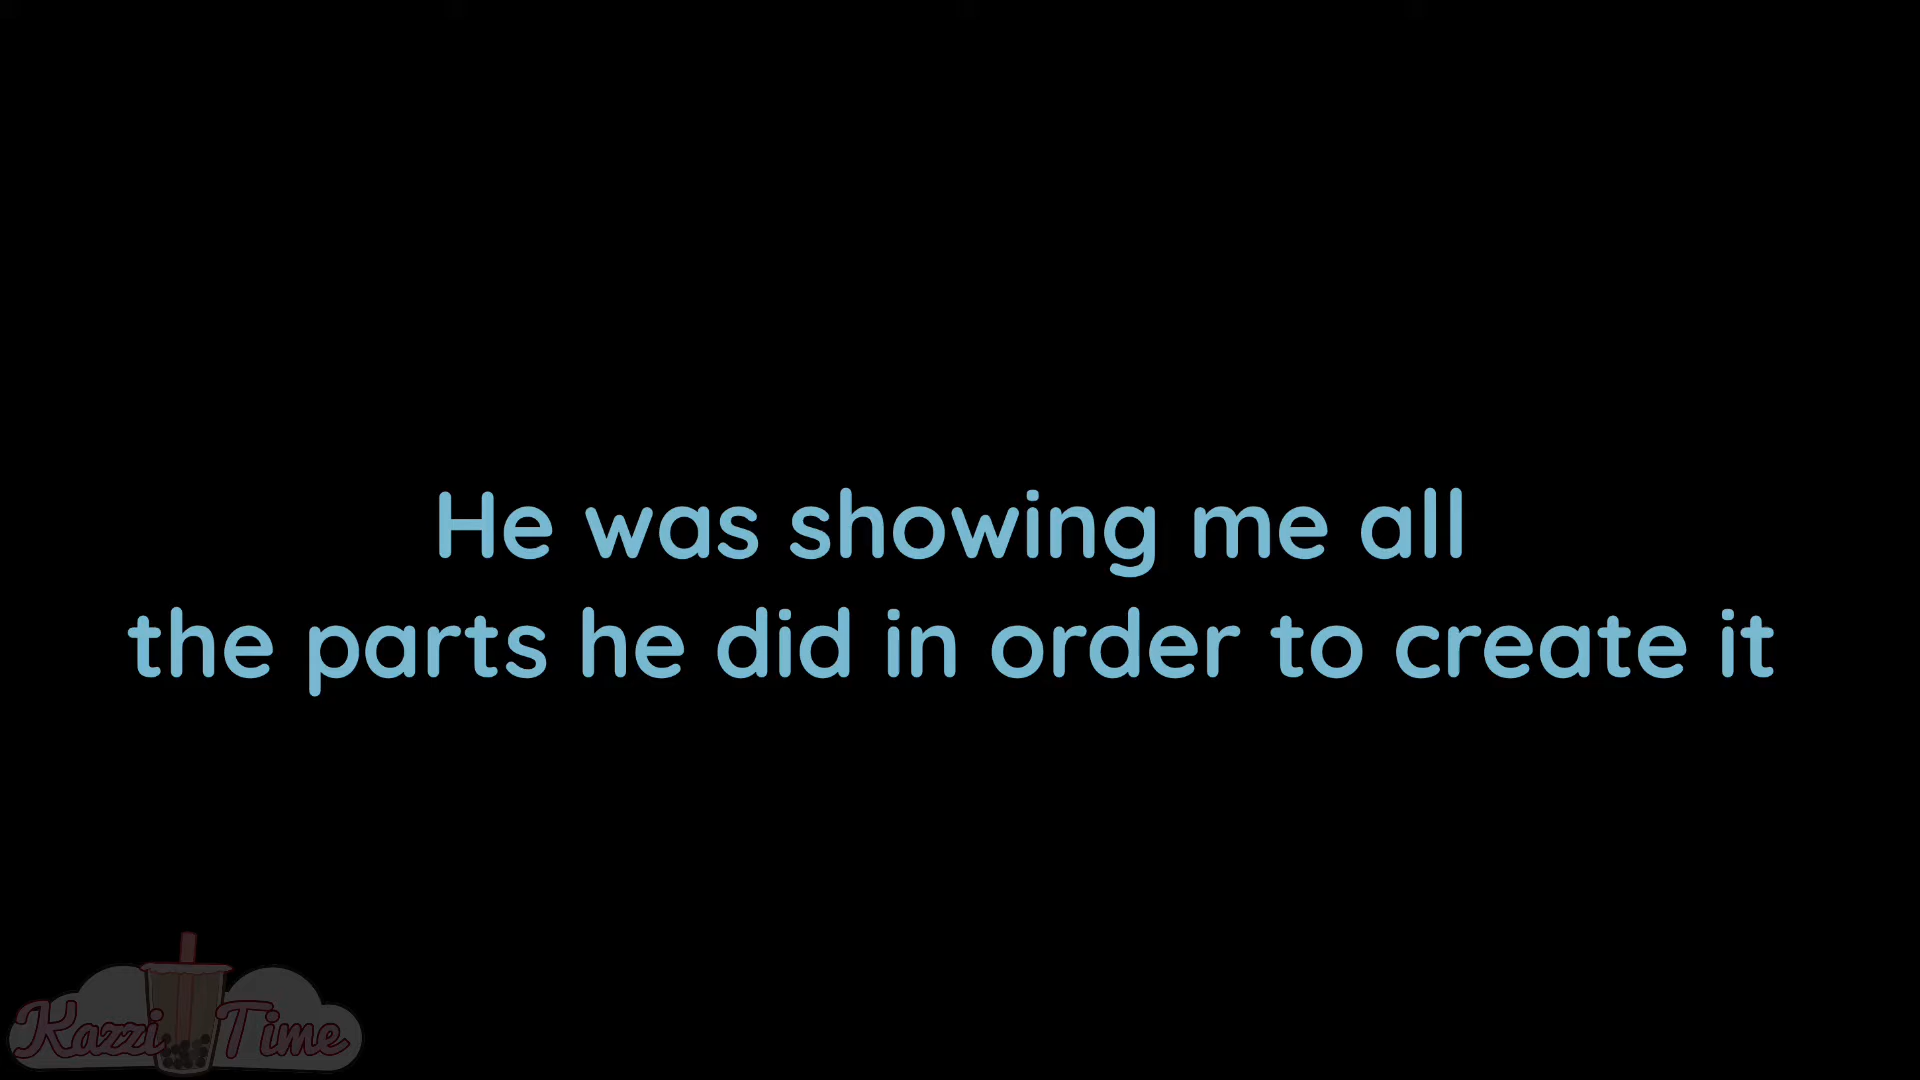 He was showing me all
the parts he did in order to create it
Kazzi Time